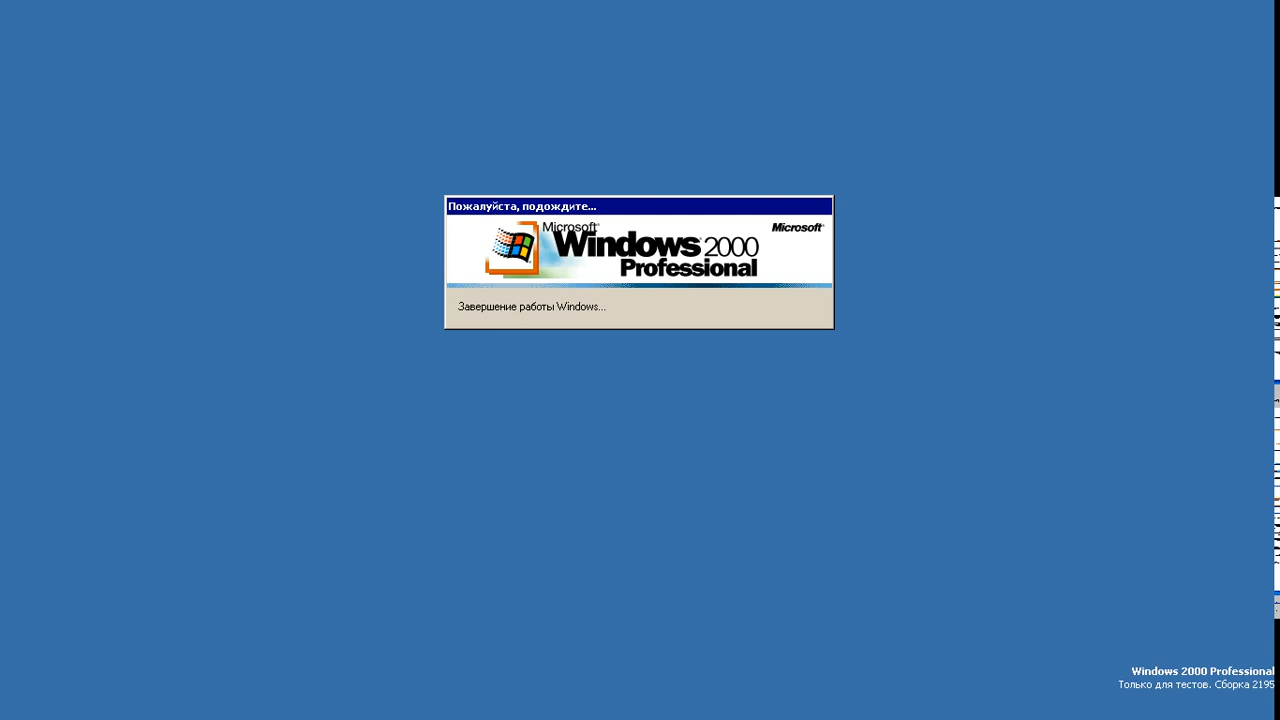 Пожалуйста, подождите...
Microsoft®
Microsoft®
Windows 2000
Professional
Завершение работы Windows...
Windows 2000 Professional
Только для тестов. Сборка 2195